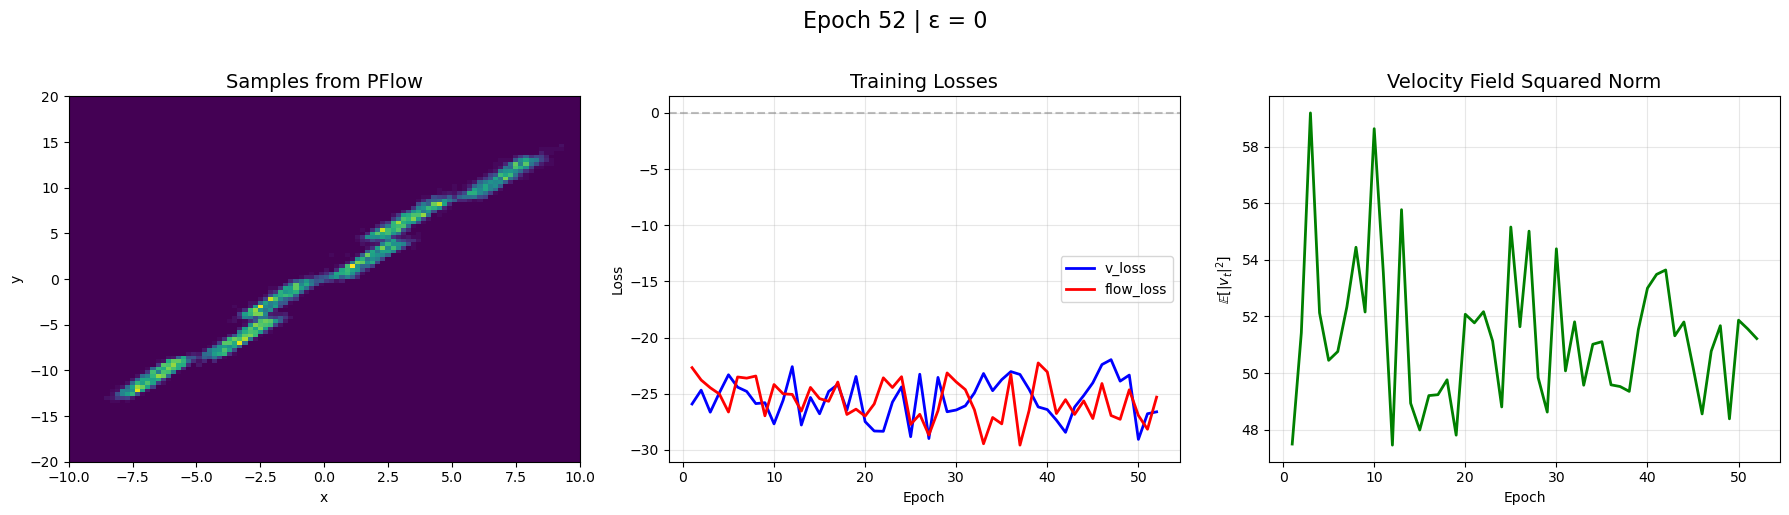 Epoch 52 | ε = 0
Samples from PFlow
20
15
10
5
0
−5
−10
−15
−20
y
−10.0 −7.5 −5.0 −2.5 0.0 2.5 5.0 7.5 10.0
x
Training Losses
0
−5
−10
−15
−20
−25
−30
Loss
v_loss
flow_loss
0 10 20 30 40 50
Epoch
Velocity Field Squared Norm
58
56
54
52
50
48
𝔼[|v_t|²]
0 10 20 30 40 50
Epoch